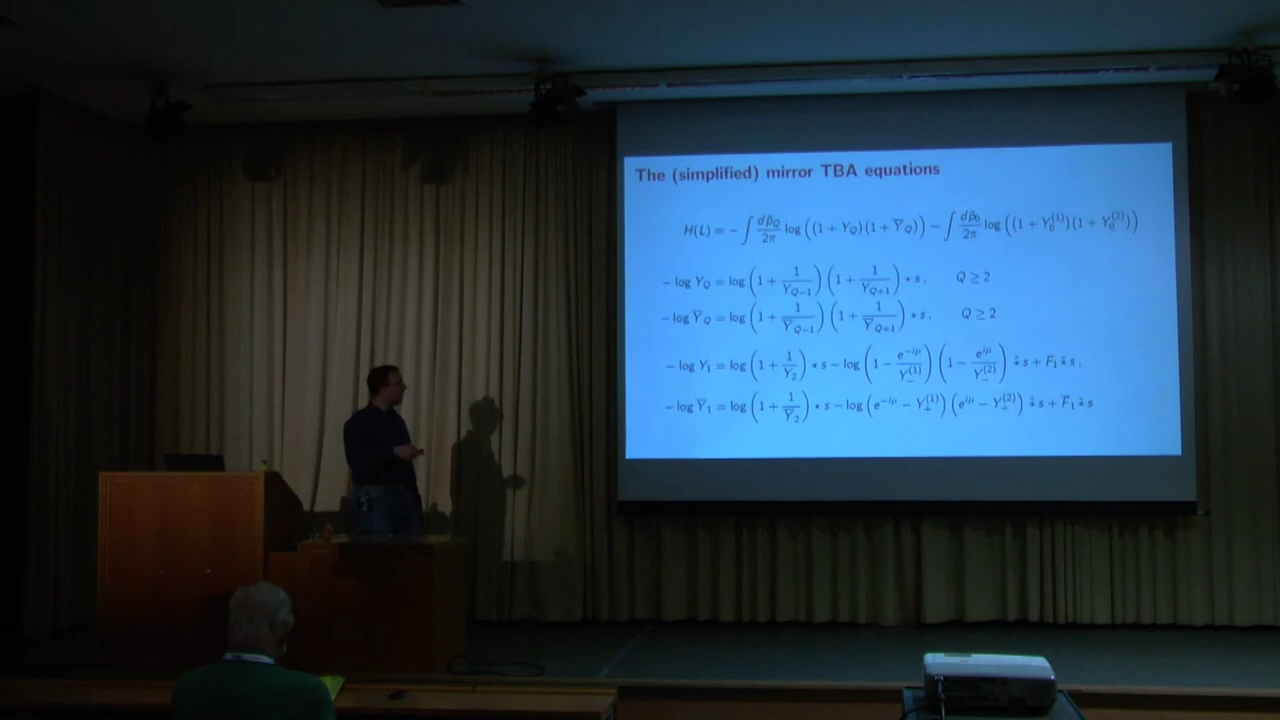 The (simplified) mirror TBA equations
H(L) = − ∫ dp̃_Q/2π log ((1 + Y_Q)(1 + Ȳ_Q)) − ∫ dp̃_0/2π log ((1 + Y_0^(1))(1 + Y_0^(2)))
− log Y_Q = log (1 + 1/Y_{Q−1}) (1 + 1/Y_{Q+1}) ⋆ s, Q ≥ 2
− log Ȳ_Q = log (1 + 1/Ȳ_{Q−1}) (1 + 1/Ȳ_{Q+1}) ⋆ s, Q ≥ 2
− log Y_1 = log (1 + 1/Y_2) ⋆ s − log (1 − e^{−iμ}/Y_−^(1)) (1 − e^{iμ}/Y_−^(2)) ⋆̂ s + F_1 ⋆̌ s,
− log Ȳ_1 = log (1 + 1/Ȳ_2) ⋆ s − log (e^{−iμ} − Y_+^(1)) (e^{iμ} − Y_+^(2)) ⋆̂ s + F̄_1 ⋆̌ s